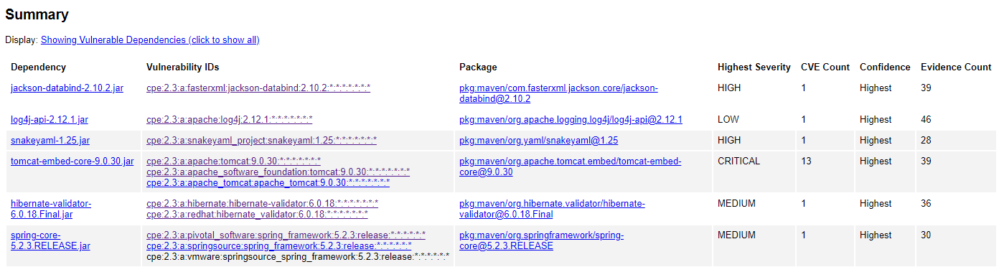 Summary
Display: Showing Vulnerable Dependencies (click to show all)
Dependency Vulnerability IDs Package Highest Severity CVE Count Confidence Evidence Count
jackson-databind-2.10.2.jar cpe:2.3:a:fasterxml:jackson-databind:2.10.2:*:*:*:*:*:*:* pkg:maven/com.fasterxml.jackson.core/jackson- HIGH 1 Highest 39
databind@2.10.2
log4j-api-2.12.1.jar cpe:2.3:a:apache:log4j:2.12.1:*:*:*:*:*:*:* pkg:maven/org.apache.logging.log4j/log4j-api@2.12.1 LOW 1 Highest 46
snakeyaml-1.25.jar cpe:2.3:a:snakeyaml_project:snakeyaml:1.25:*:*:*:*:*:*:* pkg:maven/org.yaml/snakeyaml@1.25 HIGH 1 Highest 28
tomcat-embed-core-9.0.30.jar cpe:2.3:a:apache:tomcat:9.0.30:*:*:*:*:*:*:* pkg:maven/org.apache.tomcat.embed/tomcat-embed- CRITICAL 13 Highest 39
cpe:2.3:a:apache_software_foundation:tomcat:9.0.30:*:*:*:*:*:*:* core@9.0.30
cpe:2.3:a:apache_tomcat:apache_tomcat:9.0.30:*:*:*:*:*:*:*
hibernate-validator- cpe:2.3:a:hibernate:hibernate-validator:6.0.18:*:*:*:*:*:*:* pkg:maven/org.hibernate.validator/hibernate- MEDIUM 1 Highest 36
6.0.18.Final.jar cpe:2.3:a:redhat:hibernate_validator:6.0.18:*:*:*:*:*:*:* validator@6.0.18.Final
spring-core- cpe:2.3:a:pivotal_software:spring_framework:5.2.3:release:*:*:*:*:*:* pkg:maven/org.springframework/spring- MEDIUM 1 Highest 30
5.2.3.RELEASE.jar cpe:2.3:a:springsource:spring_framework:5.2.3:release:*:*:*:*:*:* core@5.2.3.RELEASE
cpe:2.3:a:vmware:springsource_spring_framework:5.2.3:release:*:*:*:*:*:*